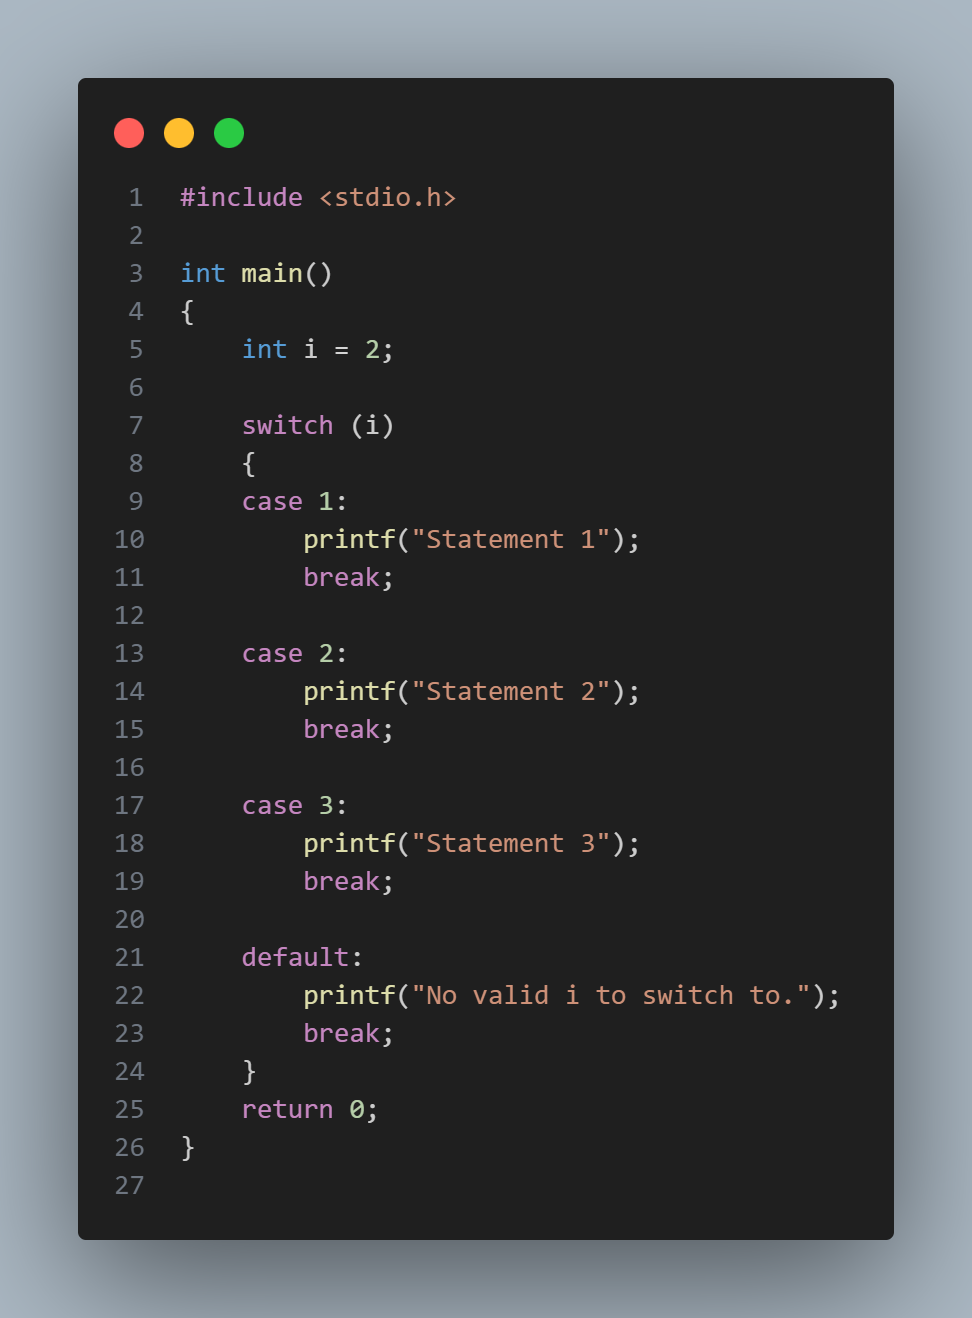 1 #include <stdio.h>
2
3 int main()
4 {
5     int i = 2;
6
7     switch (i)
8     {
9     case 1:
10         printf("Statement 1");
11         break;
12
13     case 2:
14         printf("Statement 2");
15         break;
16
17     case 3:
18         printf("Statement 3");
19         break;
20
21     default:
22         printf("No valid i to switch to.");
23         break;
24     }
25     return 0;
26 }
27